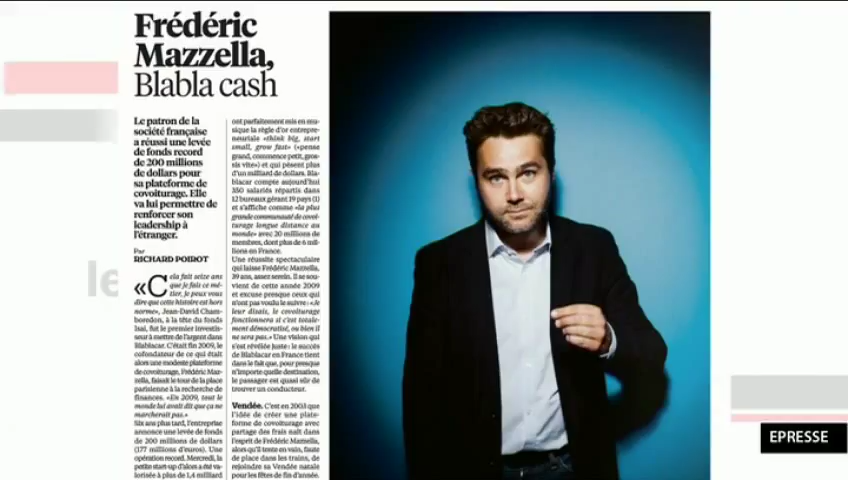 Frédéric
Mazzella,
Blabla cash
Le patron de la
société française
a réussi une levée
de fonds record
de 200 millions
de dollars pour
sa plateforme de
covoiturage. Elle
va lui permettre de
renforcer son
leadership à
l'étranger.
Par
RICHARD POIROT
«Cela fait seize ans
que je fais ce mé-
tier, je peux vous
dire que cette histoire est hors
norme», Jean-David Cham-
boredon, à la tête du fonds
Isai, fut le premier investis-
seur à mettre de l'argent dans
Blablacar. C'était fin 2009, le
cofondateur de ce qui était
alors une modeste plateforme
de covoiturage, Frédéric Maz-
zella, faisait le tour de la place
parisienne à la recherche de
finances. «En 2009, tout le
monde lui avait dit que ça ne
marcherait pas.»
Six ans plus tard, l'entreprise
annonce une levée de fonds
de 200 millions de dollars
(177 millions d'euros). Une
opération record. Mercredi, la
petite start-up d'alors a été va-
lorisée à plus de 1,4 milliard
ont parfaitement mis en mu-
sique la règle d'or entrepre-
neuriale «think big, start
small, grow fast» («pense
grand, commence petit, gros-
sis vite») et qui pèsent plus
d'un milliard de dollars. Bla-
blacar compte aujourd'hui
350 salariés répartis dans
12 bureaux gérant 19 pays (1)
et s'affiche comme «la plus
grande communauté de covoi-
turage longue distance au
monde» avec 20 millions de
membres, dont plus de 6 mil-
lions en France.
Une réussite spectaculaire
qui laisse Frédéric Mazzella,
39 ans, assez serein. Il se sou-
vient de cette année 2009
et excuse presque ceux qui
n'ont pas voulu le suivre: «Je
leur disais, le covoiturage
fonctionnera si c'est totale-
ment démocratisé, ou bien il
ne sera pas.» Une vision qui
s'est révélée juste: le succès
de Blablacar en France tient
dans le fait que, pour presque
n'importe quelle destination,
le passager est quasi sûr de
trouver un conducteur.
Vendée. C'est en 2003 que
l'idée de créer une plate-
forme de covoiturage avec
partage des frais naît dans
l'esprit de Frédéric Mazzella,
alors qu'il tente en vain, faute
de place dans les trains, de
rejoindre sa Vendée natale
pour les fêtes de fin d'année.
le
EPRESSE